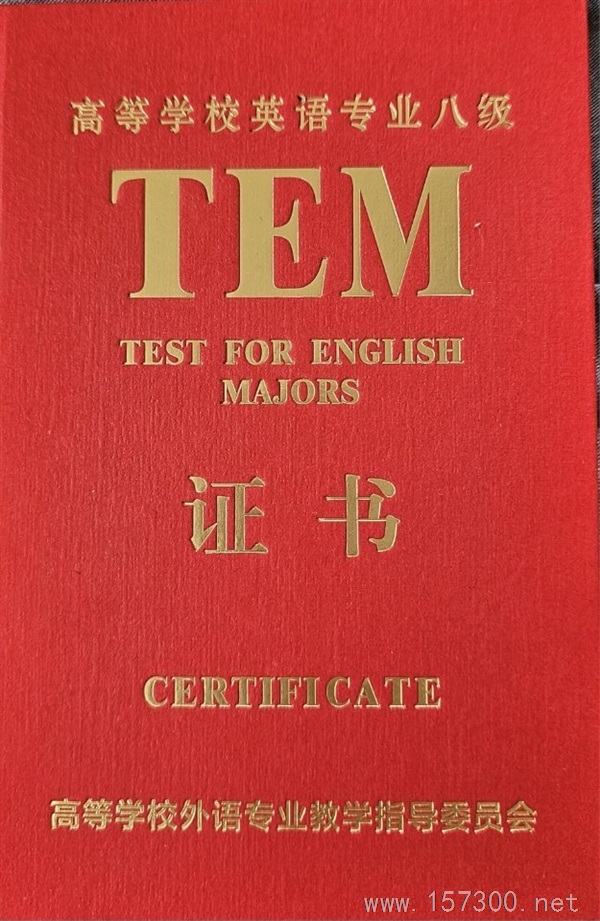 高等学校英语专业八级
TEM
TEST FOR ENGLISH
MAJORS
证书
CERTIFICATE
高等学校外语专业教学指导委员会
www.157300.net